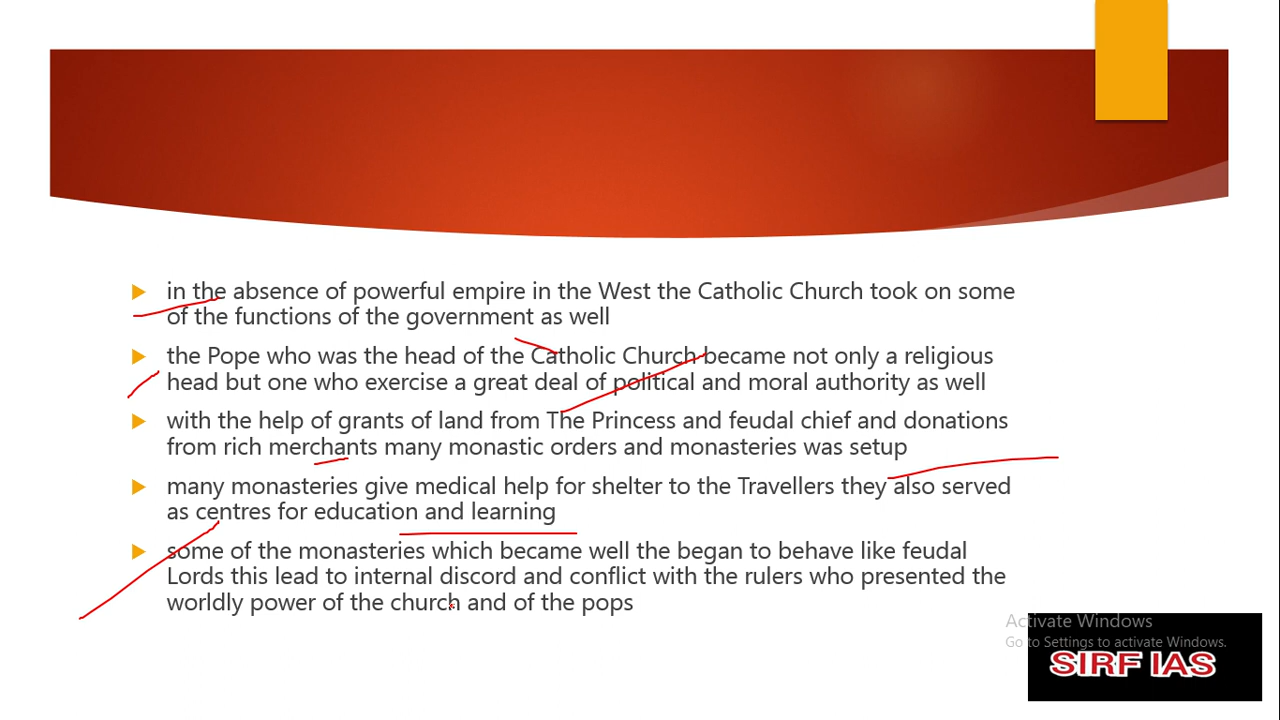 in the absence of powerful empire in the West the Catholic Church took on some
of the functions of the government as well
the Pope who was the head of the Catholic Church became not only a religious
head but one who exercise a great deal of political and moral authority as well
with the help of grants of land from The Princess and feudal chief and donations
from rich merchants many monastic orders and monasteries was setup
many monasteries give medical help for shelter to the Travellers they also served
as centres for education and learning
some of the monasteries which became well the began to behave like feudal
Lords this lead to internal discord and conflict with the rulers who presented the
worldly power of the church and of the pops
Activate Windows
Go to Settings to activate Windows.
SIRF IAS